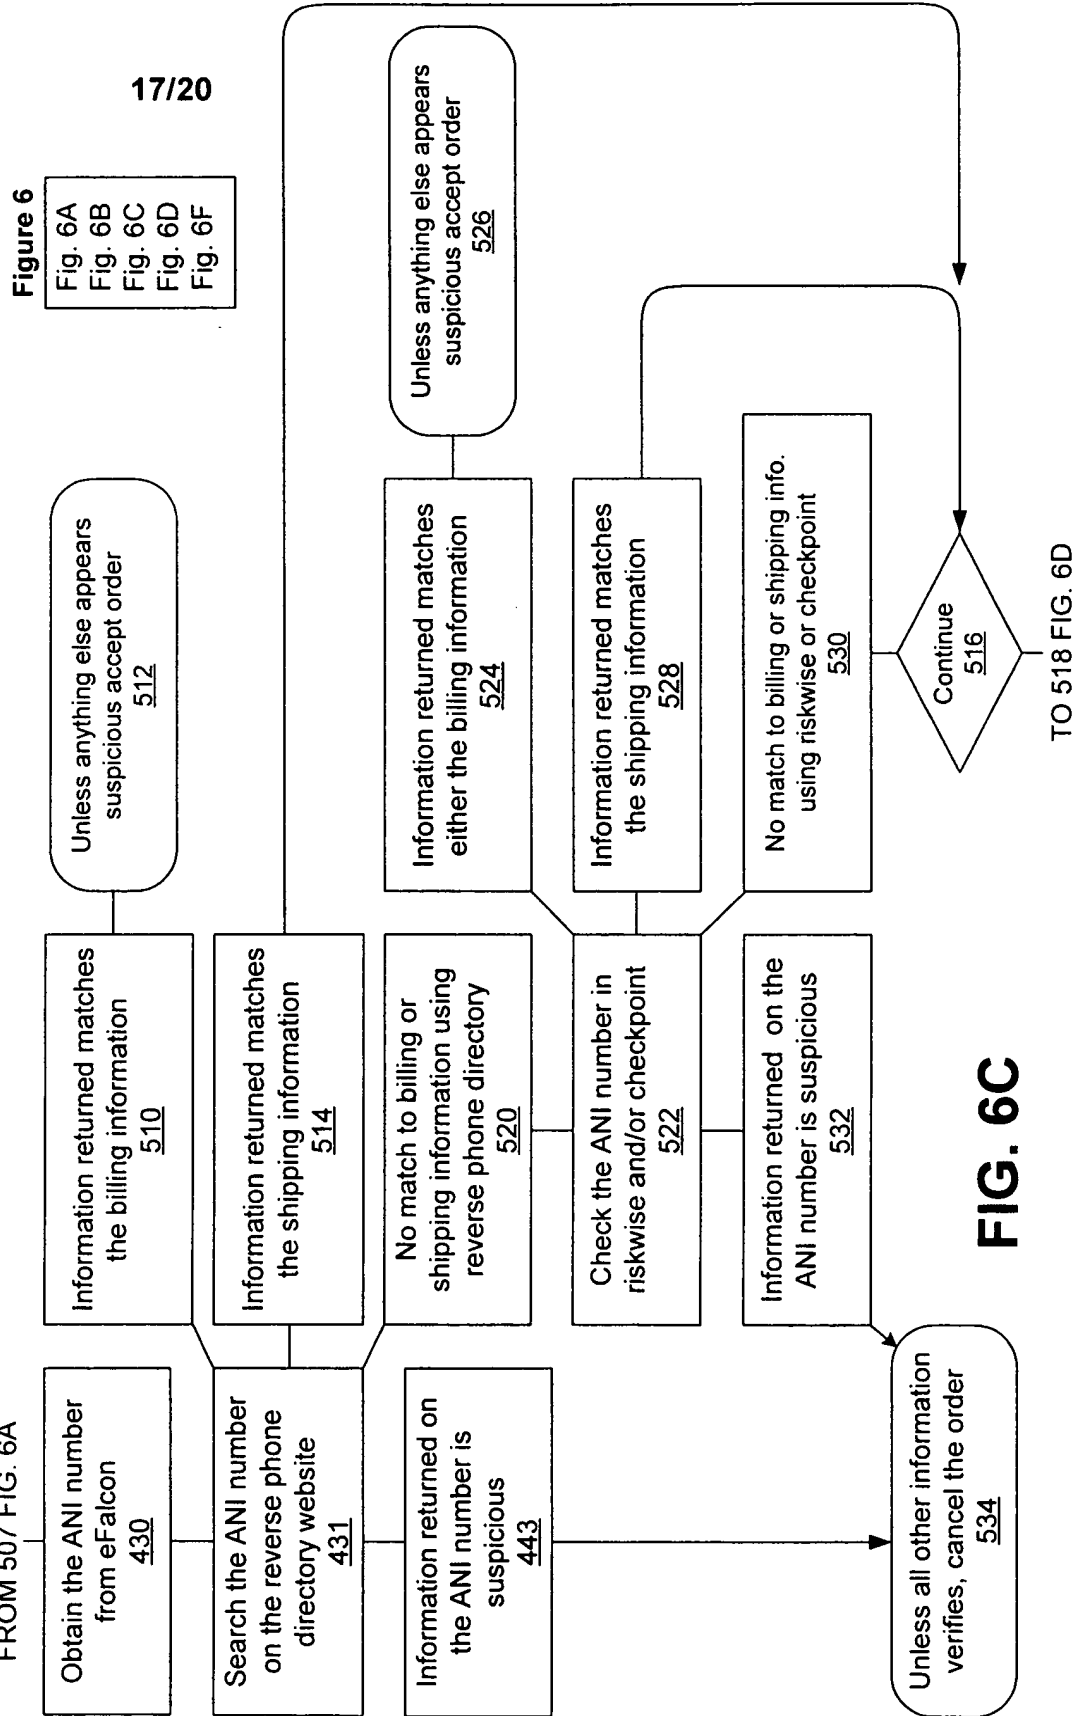 17/20
Figure 6
Fig. 6A
Fig. 6B
Fig. 6C
Fig. 6D
Fig. 6F
FROM 507 FIG. 6A
Obtain the ANI number
from eFalcon
430
Search the ANI number
on the reverse phone
directory website
431
Information returned on
the ANI number is
suspicious
443
Information returned matches
the billing information
510
Unless anything else appears
suspicious accept order
512
Information returned matches
the shipping information
514
No match to billing or
shipping information using
reverse phone directory
520
Check the ANI number in
riskwise and/or checkpoint
522
Information returned matches
either the billing information
524
Unless anything else appears
suspicious accept order
526
Information returned matches
the shipping information
528
No match to billing or shipping info.
using riskwise or checkpoint
530
Information returned on the
ANI number is suspicious
532
Unless all other information
verifies, cancel the order
534
Continue
516
TO 518 FIG. 6D
FIG. 6C